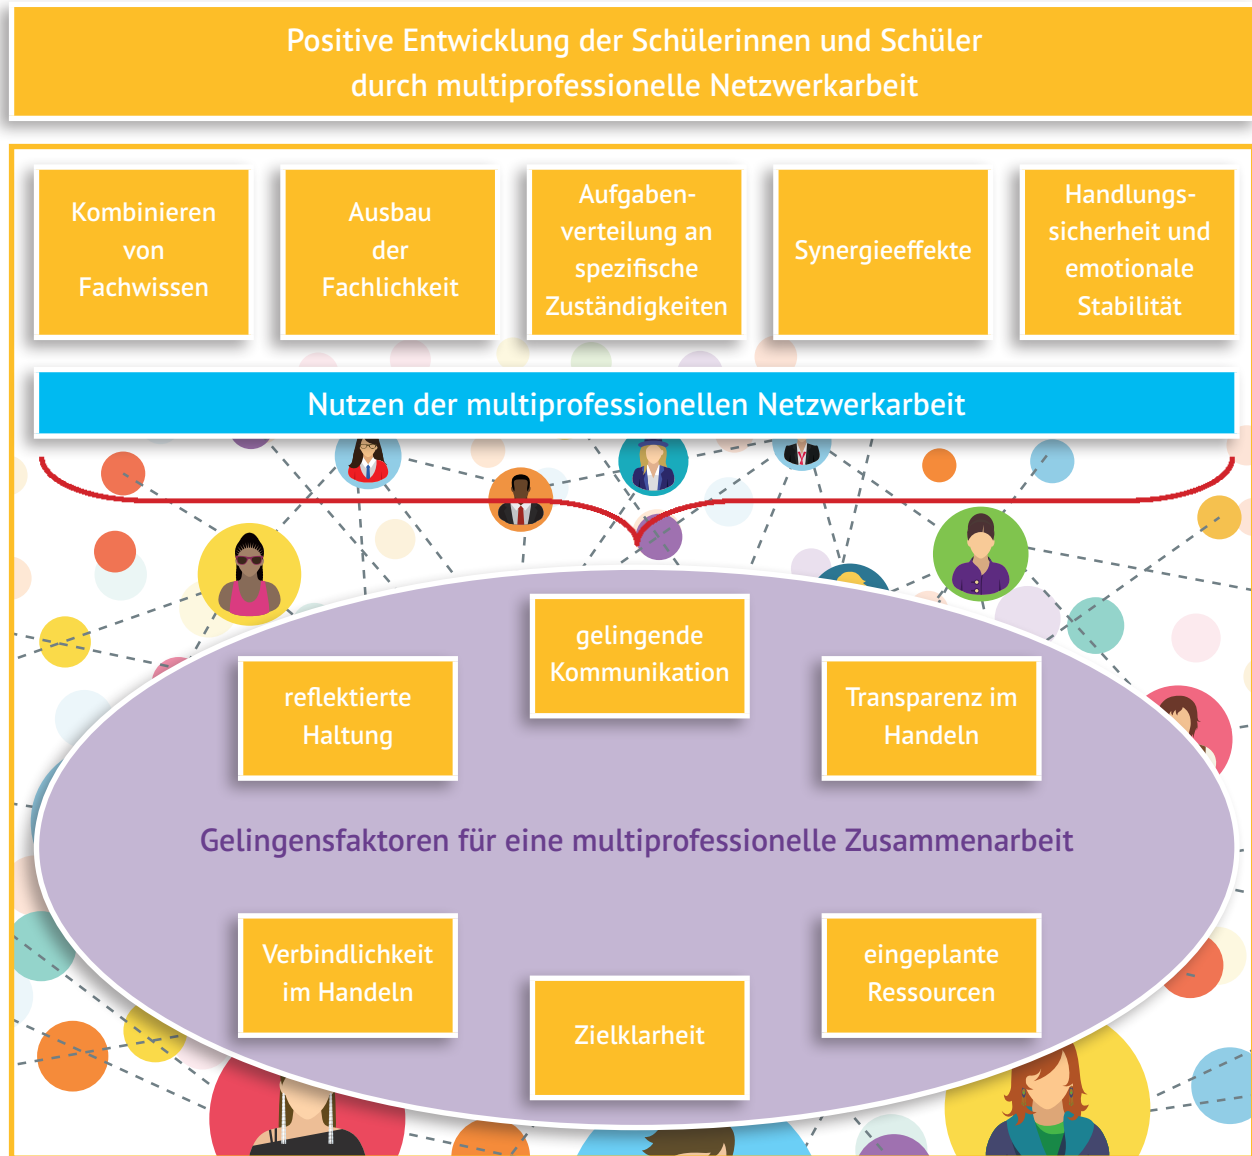 Positive Entwicklung der Schülerinnen und Schüler
durch multiprofessionelle Netzwerkarbeit
Kombinieren
von
Fachwissen
Ausbau
der
Fachlichkeit
Aufgaben-
verteilung an
spezifische
Zuständigkeiten
Synergieeffekte
Handlungs-
sicherheit und
emotionale
Stabilität
Nutzen der multiprofessionellen Netzwerkarbeit
gelingende
Kommunikation
reflektierte
Haltung
Transparenz im
Handeln
Gelingensfaktoren für eine multiprofessionelle Zusammenarbeit
Verbindlichkeit
im Handeln
eingeplante
Ressourcen
Zielklarheit